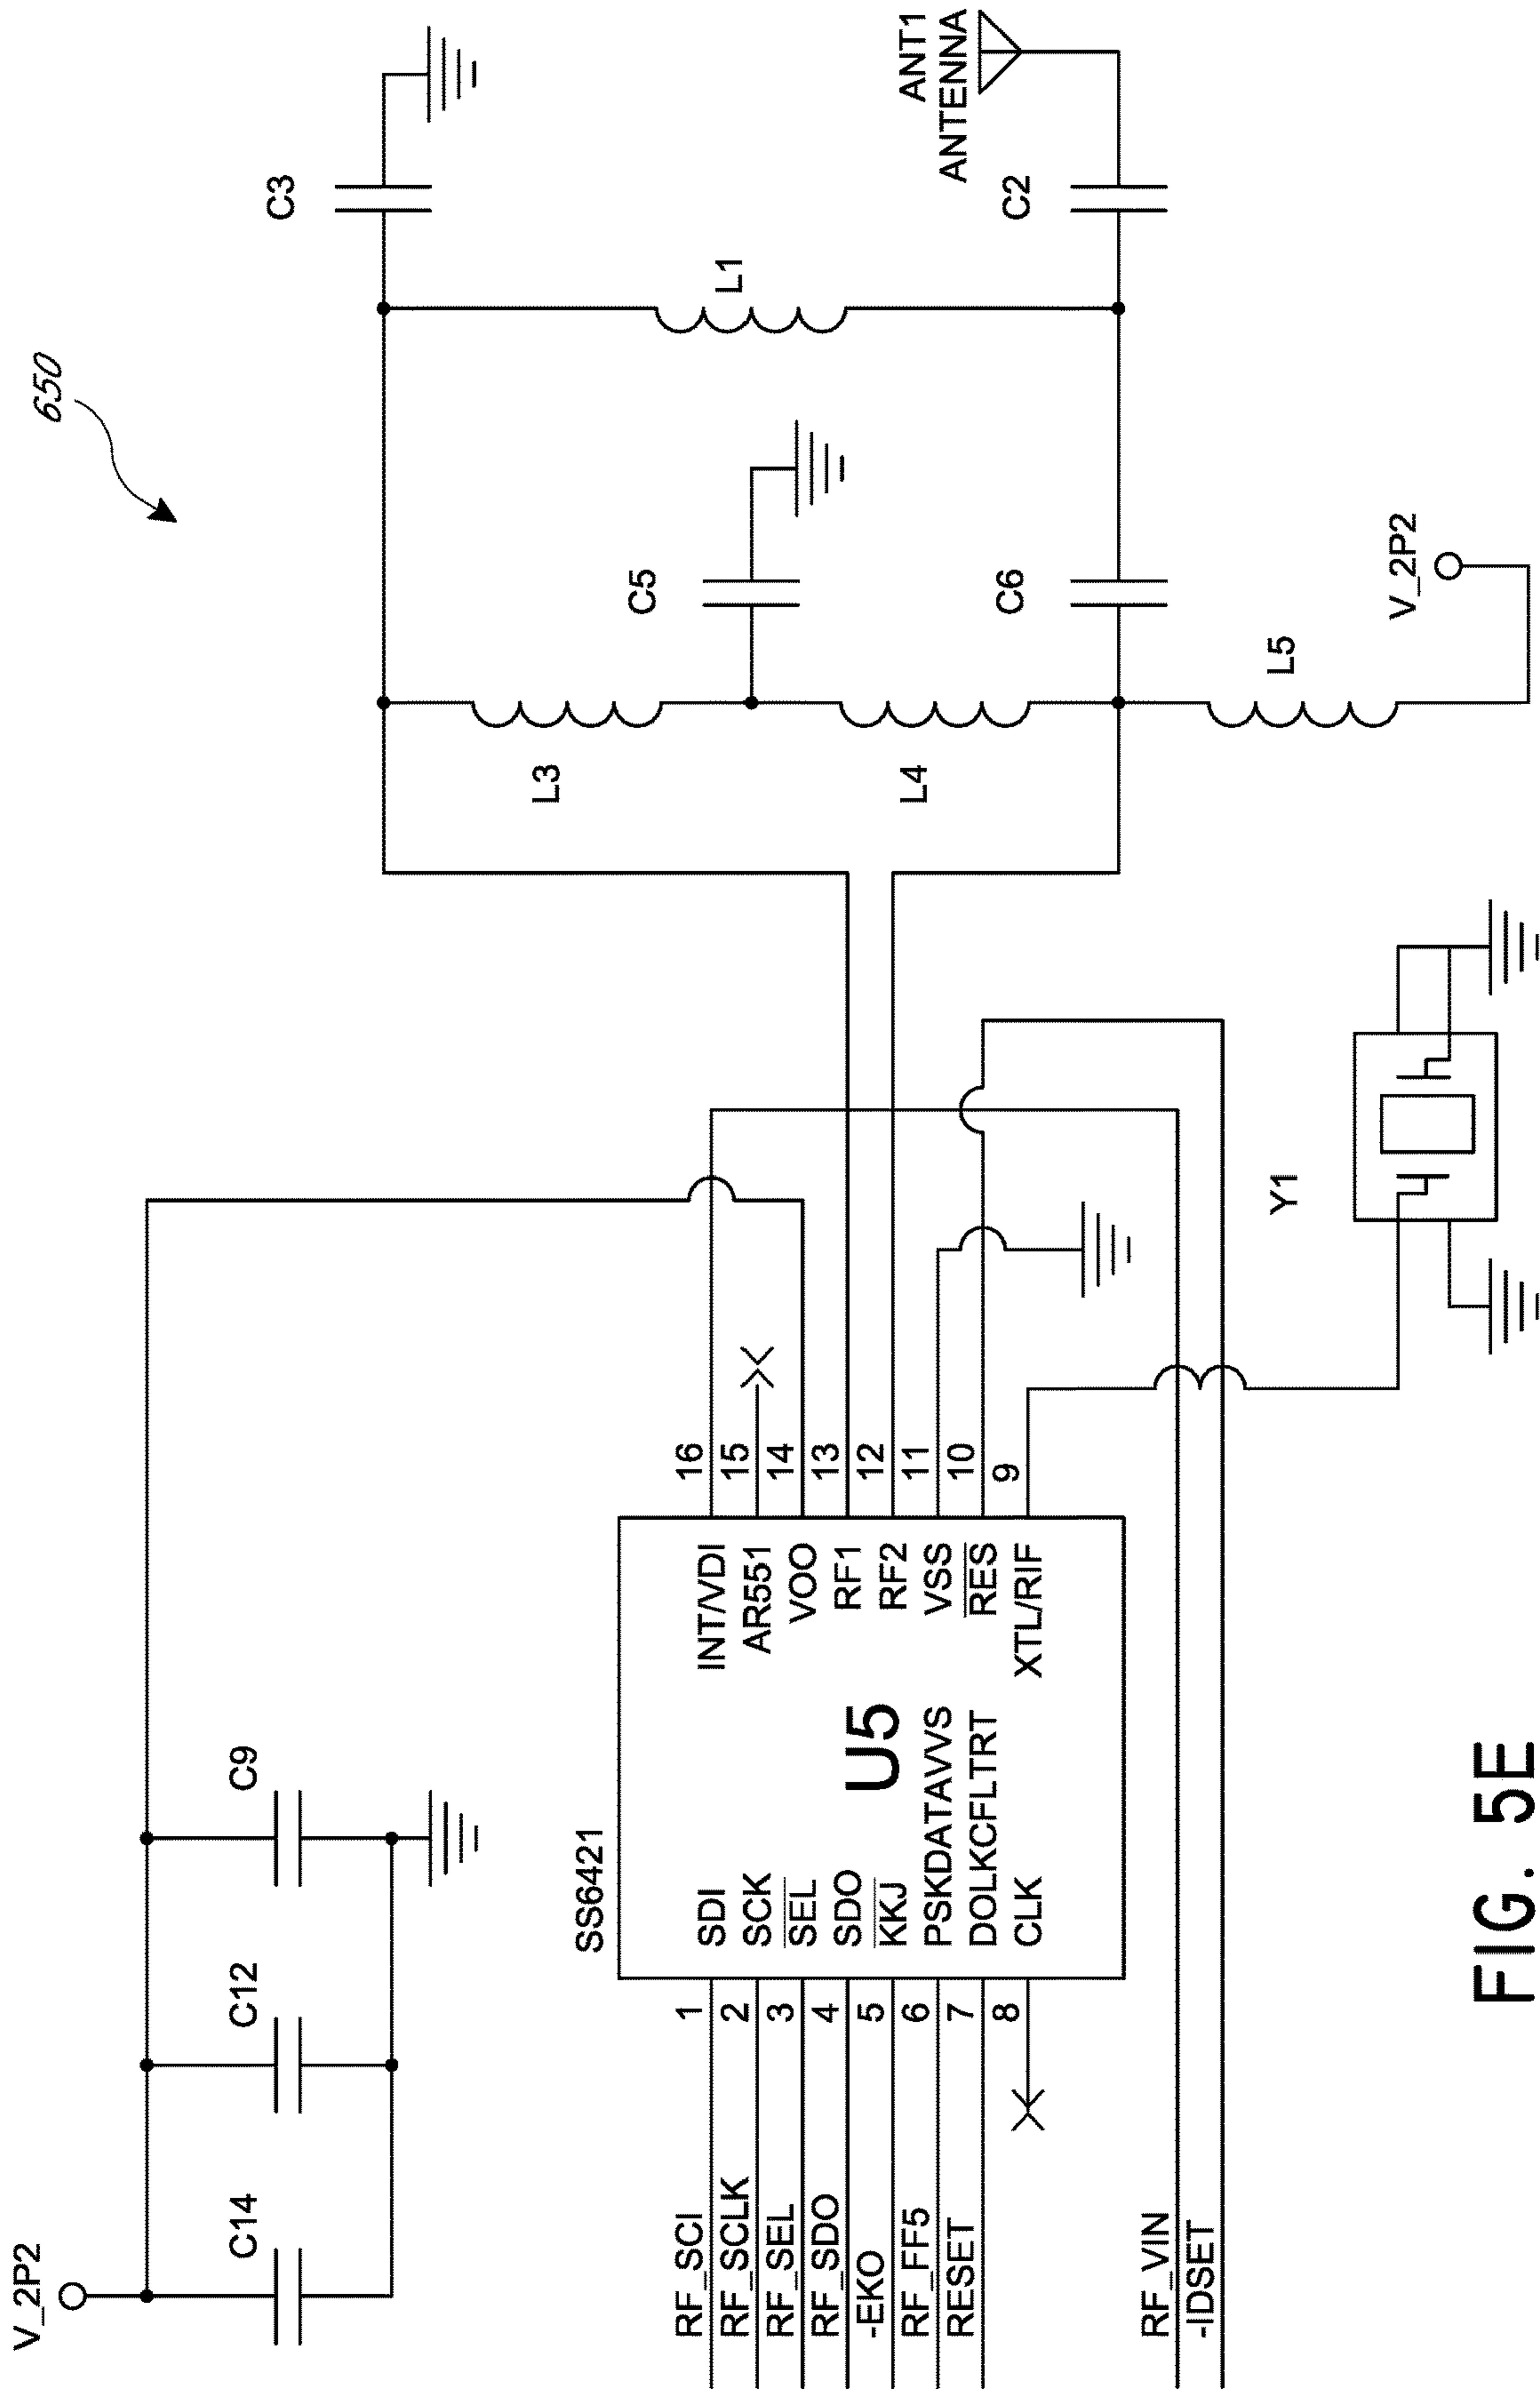 650
V_2P2
C14
C12
C9
C3
L1
ANT1
ANTENNA
C2
C5
C6
L3
L4
L5
V_2P2
SS6421
U5
RF_SCI
1
SDI
RF_SCLK
2
SCK
RF_SEL
3
SEL
RF_SDO
4
SDO
-EKO
5
KKJ
RF_FF5
6
PSKDATAVVS
RESET
7
DOLKCFLTRT
8
CLK
INT/VDI
16
AR551
15
VOO
14
RF1
13
RF2
12
VSS
11
RES
10
XTL/RIF
9
RF_VIN
-IDSET
Y1
FIG. 5E